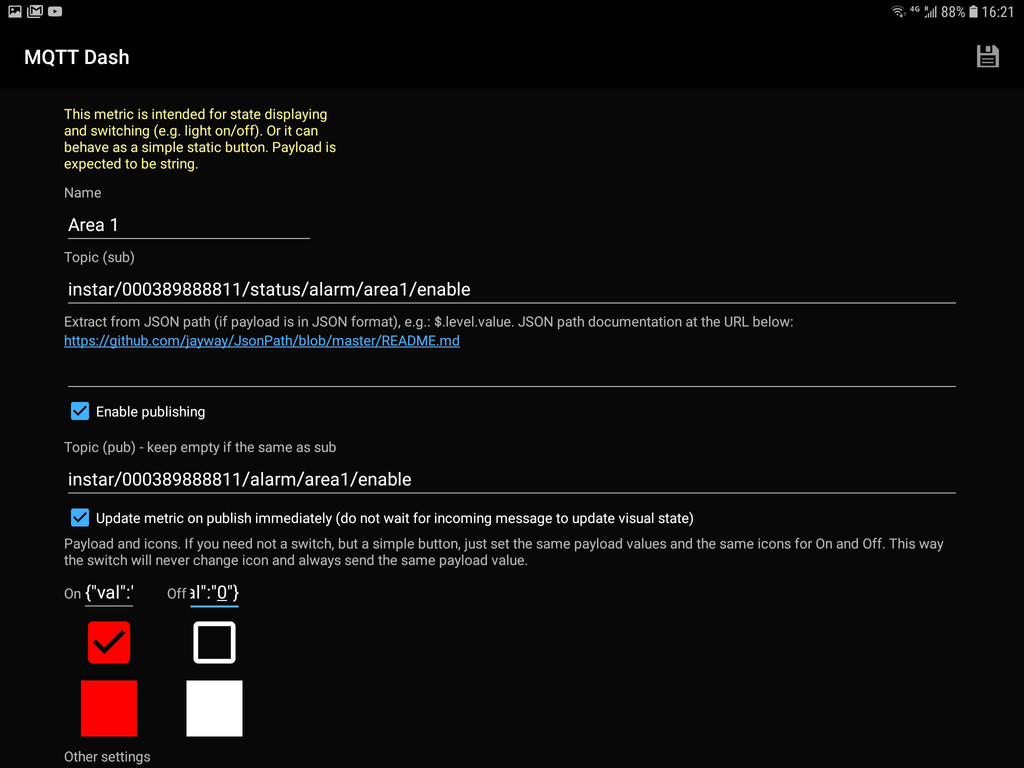 4G R 88% 16:21
MQTT Dash
This metric is intended for state displaying
and switching (e.g. light on/off). Or it can
behave as a simple static button. Payload is
expected to be string.
Name
Area 1
Topic (sub)
instar/000389888811/status/alarm/area1/enable
Extract from JSON path (if payload is in JSON format), e.g.: $.level.value. JSON path documentation at the URL below:
https://github.com/jayway/JsonPath/blob/master/README.md
Enable publishing
Topic (pub) - keep empty if the same as sub
instar/000389888811/alarm/area1/enable
Update metric on publish immediately (do not wait for incoming message to update visual state)
Payload and icons. If you need not a switch, but a simple button, just set the same payload values and the same icons for On and Off. This way
the switch will never change icon and always send the same payload value.
On {"val":' Off al":"0"}
Other settings